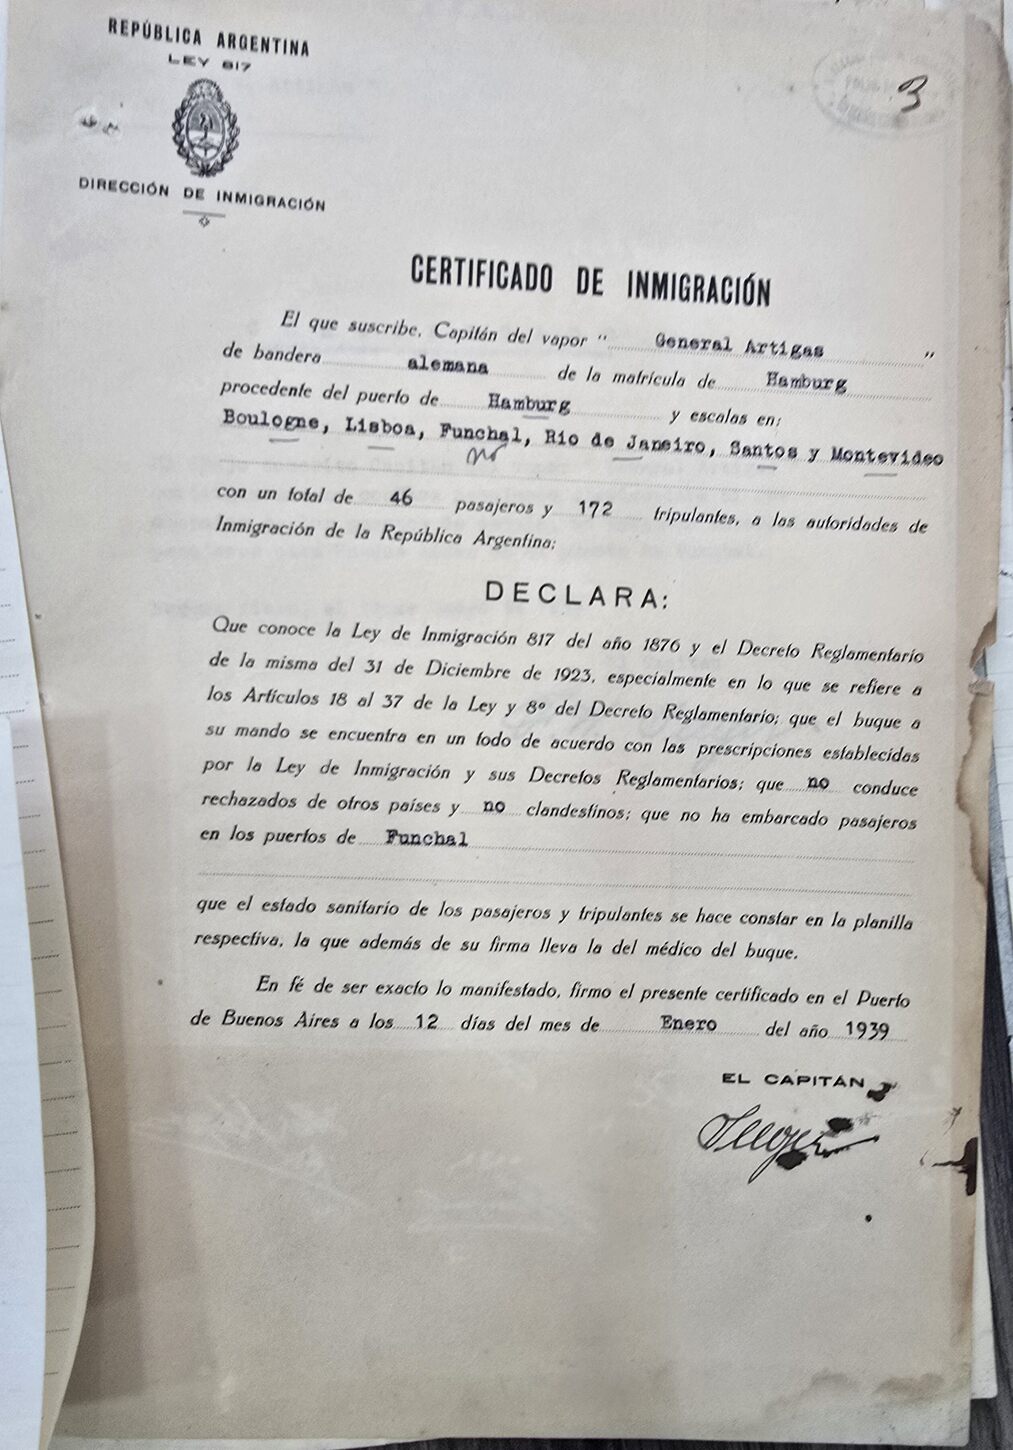 REPÚBLICA ARGENTINA
LEY 817
3
DIRECCIÓN DE INMIGRACIÓN
CERTIFICADO DE INMIGRACIÓN
El que suscribe, Capitán del vapor " General Artigas "
de bandera alemana de la matrícula de Hamburg
procedente del puerto de Hamburg y escalas en:
Boulogne, Lisboa, Funchal, Rio de Janeiro, Santos y Montevideo
no
con un total de 46 pasajeros y 172 tripulantes, a las autoridades de
Inmigración de la República Argentina;
DECLARA:
Que conoce la Ley de Inmigración 817 del año 1876 y el Decreto Reglamentario
de la misma del 31 de Diciembre de 1923, especialmente en lo que se refiere a
los Artículos 18 al 37 de la Ley y 8º del Decreto Reglamentario; que el buque a
su mando se encuentra en un todo de acuerdo con las prescripciones establecidas
por la Ley de Inmigración y sus Decretos Reglamentarios; que no conduce
rechazados de otros países y no clandestinos; que no ha embarcado pasajeros
en los puertos de Funchal
que el estado sanitario de los pasajeros y tripulantes se hace constar en la planilla
respectiva, la que además de su firma lleva la del médico del buque.
En fé de ser exacto lo manifestado, firmo el presente certificado en el Puerto
de Buenos Aires a los 12 días del mes de Enero del año 1939
EL CAPITÁN